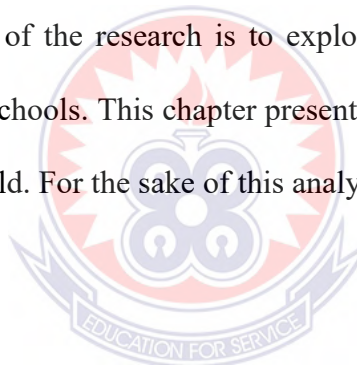 of the research is to explo
chools. This chapter present
ld. For the sake of this analy
EDUCATION FOR SERVICE